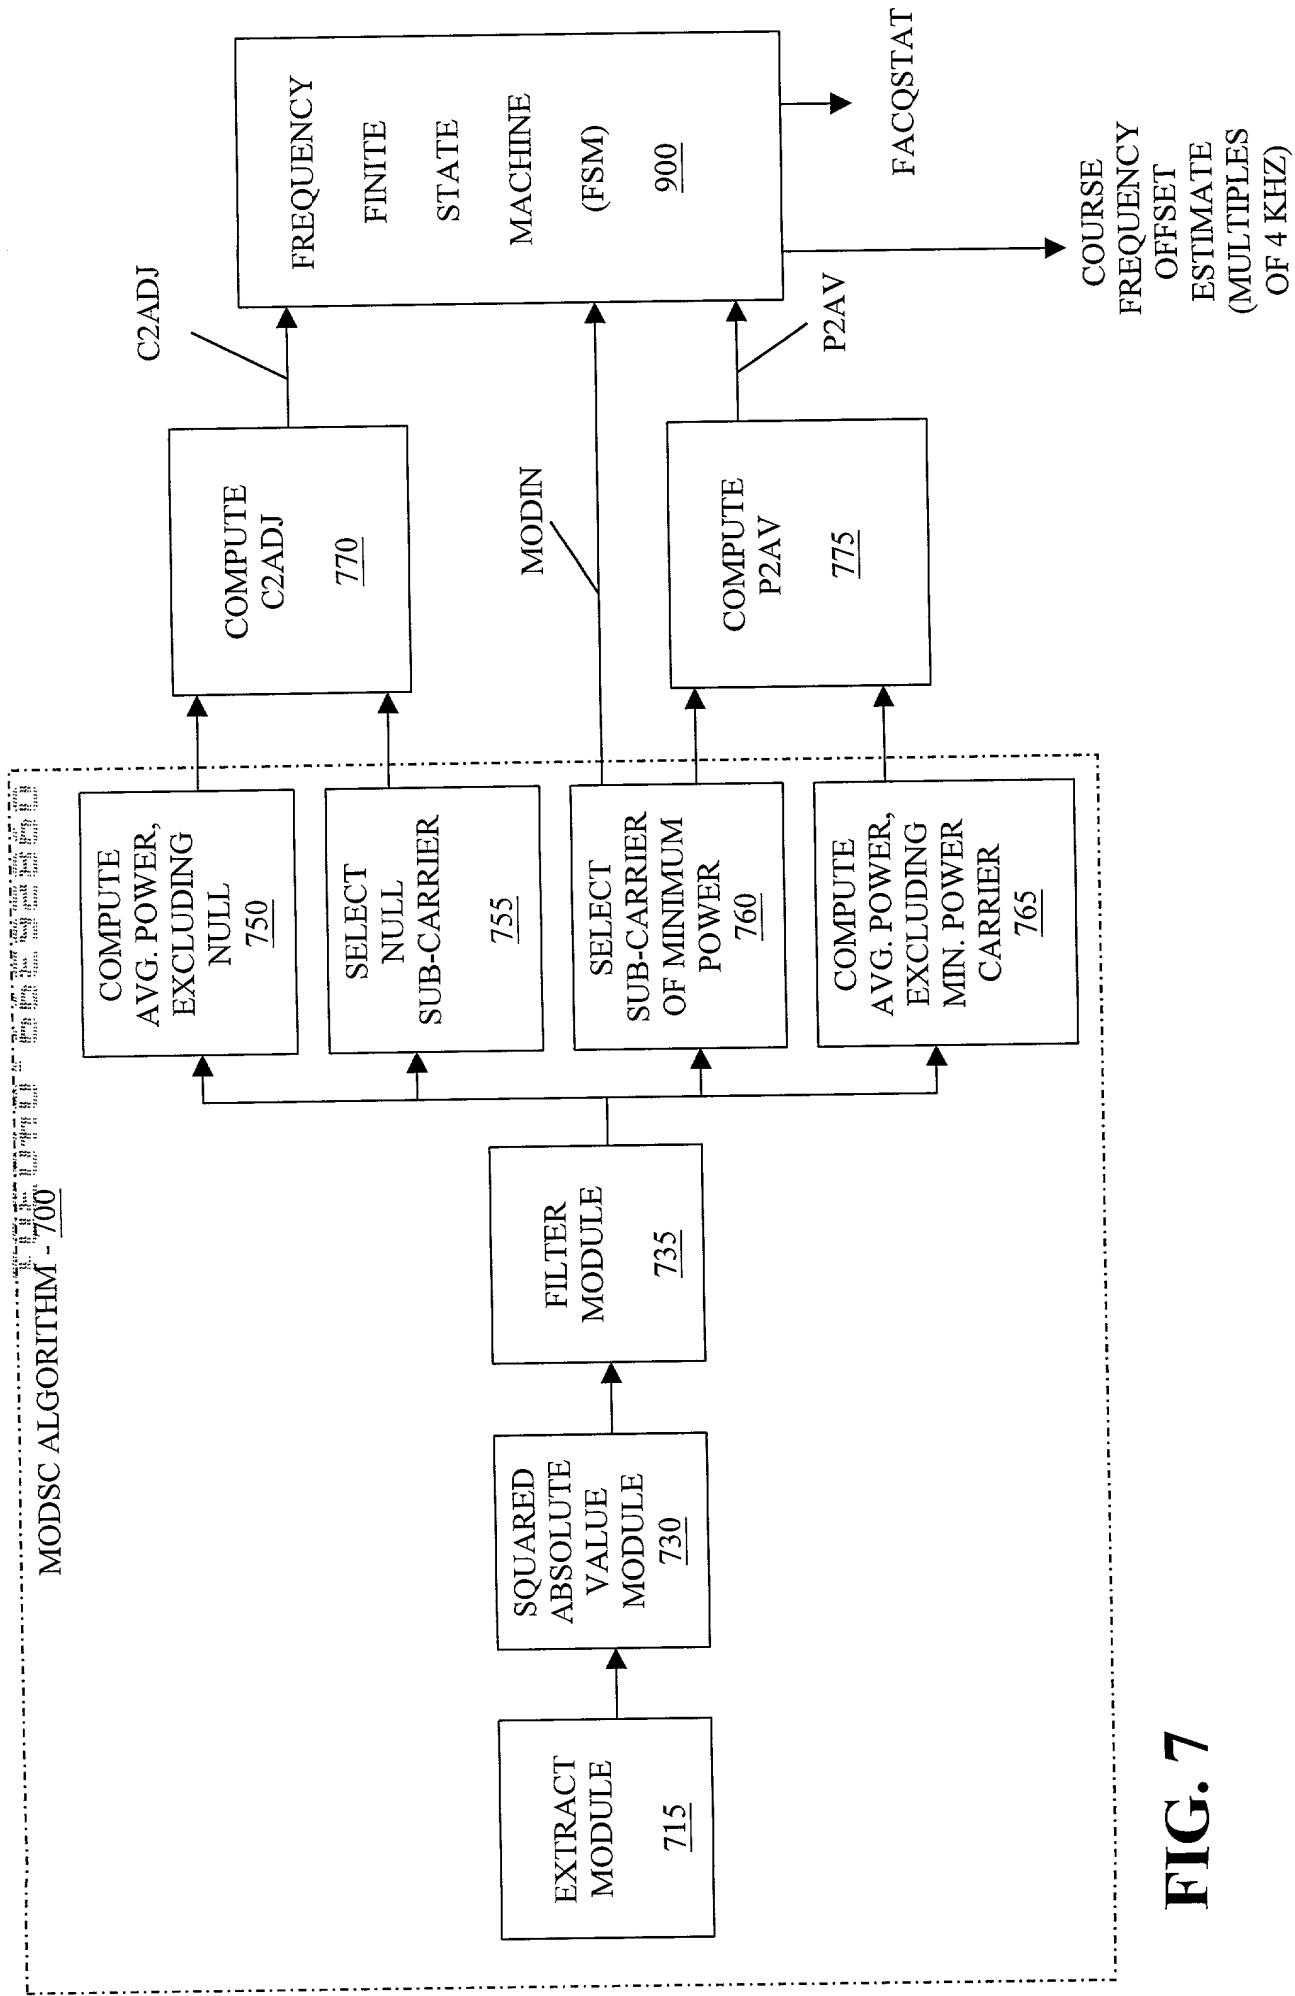 MODSC ALGORITHM - 700
EXTRACT
MODULE
715
SQUARED
ABSOLUTE
VALUE
MODULE
730
FILTER
MODULE
735
COMPUTE
AVG. POWER,
EXCLUDING
NULL
750
SELECT
NULL
SUB-CARRIER
755
SELECT
SUB-CARRIER
OF MINIMUM
POWER
760
COMPUTE
AVG. POWER,
EXCLUDING
MIN. POWER
CARRIER
765
COMPUTE
C2ADJ
770
MODIN
COMPUTE
P2AV
775
C2ADJ
P2AV
FREQUENCY
FINITE
STATE
MACHINE
(FSM)
900
FACQSTAT
COURSE
FREQUENCY
OFFSET
ESTIMATE
(MULTIPLES
OF 4 KHZ)
FIG. 7